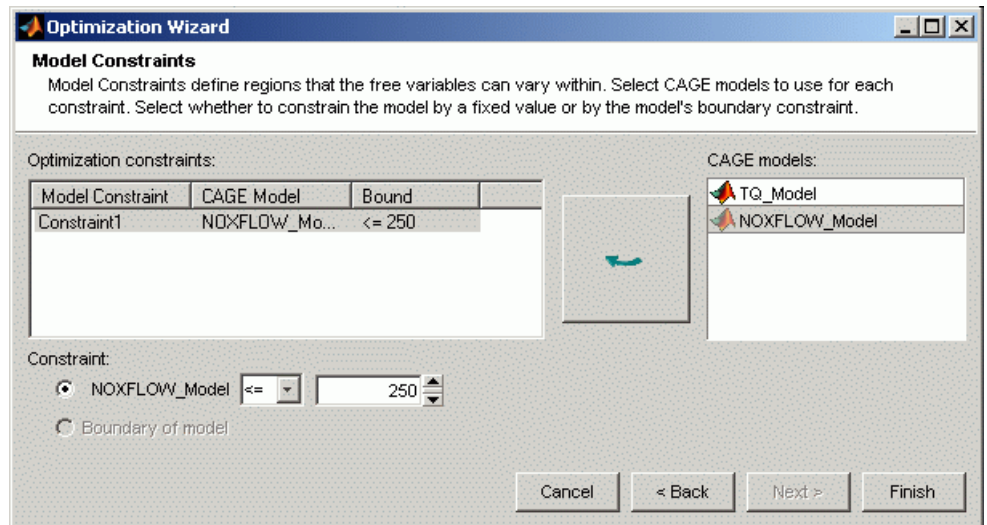 Optimization Wizard
Model Constraints
Model Constraints define regions that the free variables can vary within. Select CAGE models to use for each
constraint. Select whether to constrain the model by a fixed value or by the model's boundary constraint.
Optimization constraints:
CAGE models:
Model Constraint CAGE Model Bound
Constraint1 NOXFLOW_Mo... <= 250
TQ_Model
NOXFLOW_Model
Constraint:
NOXFLOW_Model <= 250
Boundary of model
Cancel < Back Next > Finish